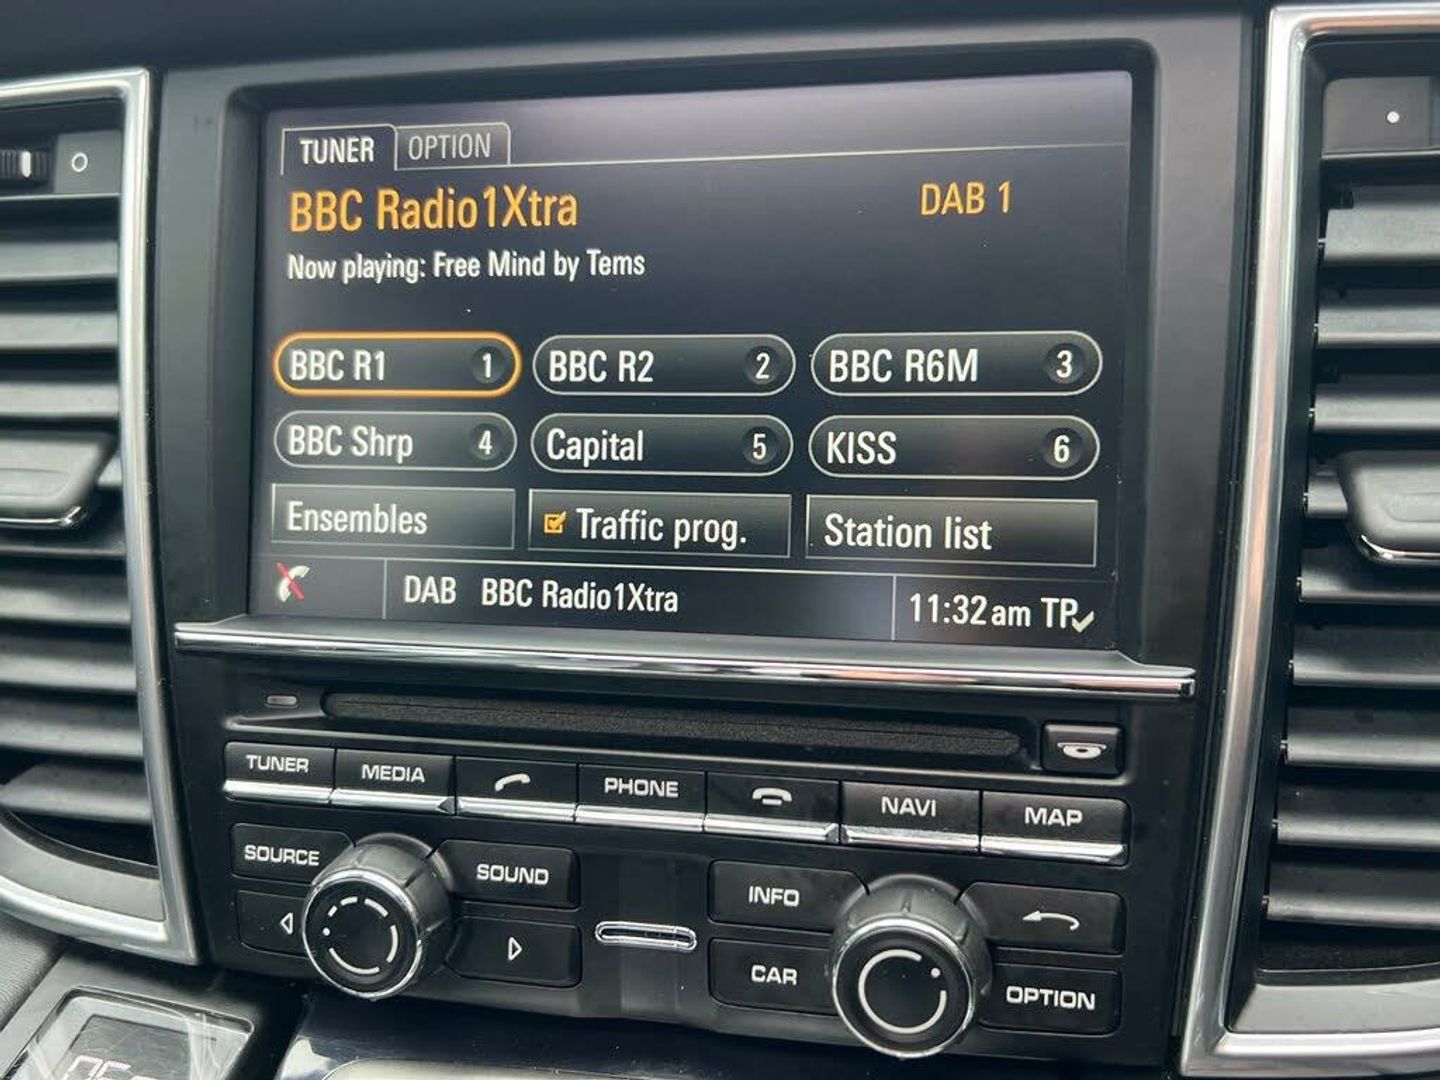 TUNER OPTION
BBC Radio1Xtra DAB 1
Now playing: Free Mind by Tems
BBC R1 1 BBC R2 2 BBC R6M 3
BBC Shrp 4 Capital 5 KISS 6
Ensembles Traffic prog. Station list
DAB BBC Radio1Xtra 11:32am TP
TUNER MEDIA PHONE NAVI MAP
SOURCE SOUND INFO
CAR OPTION